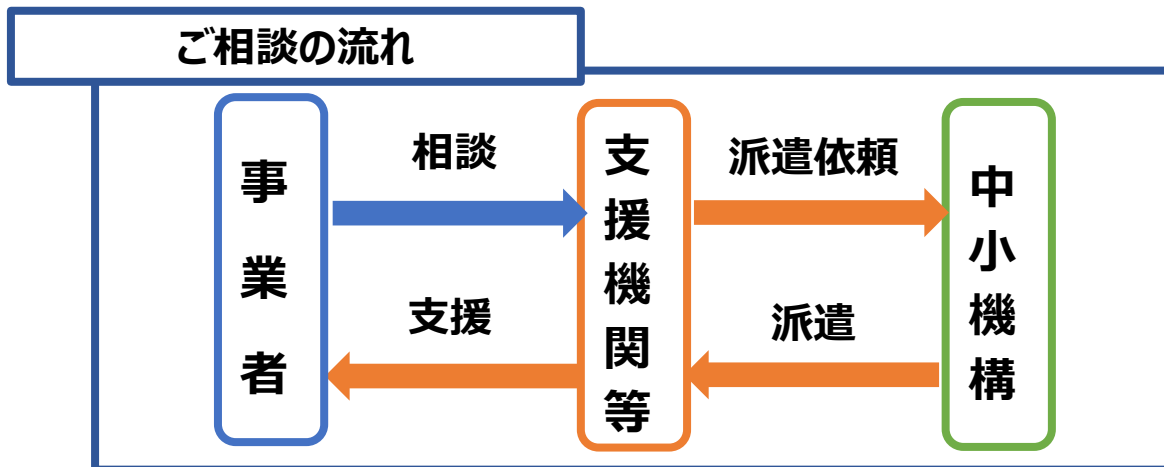 ご相談の流れ
事業者
相談
支援
支援機関等
派遣依頼
派遣
中小機構